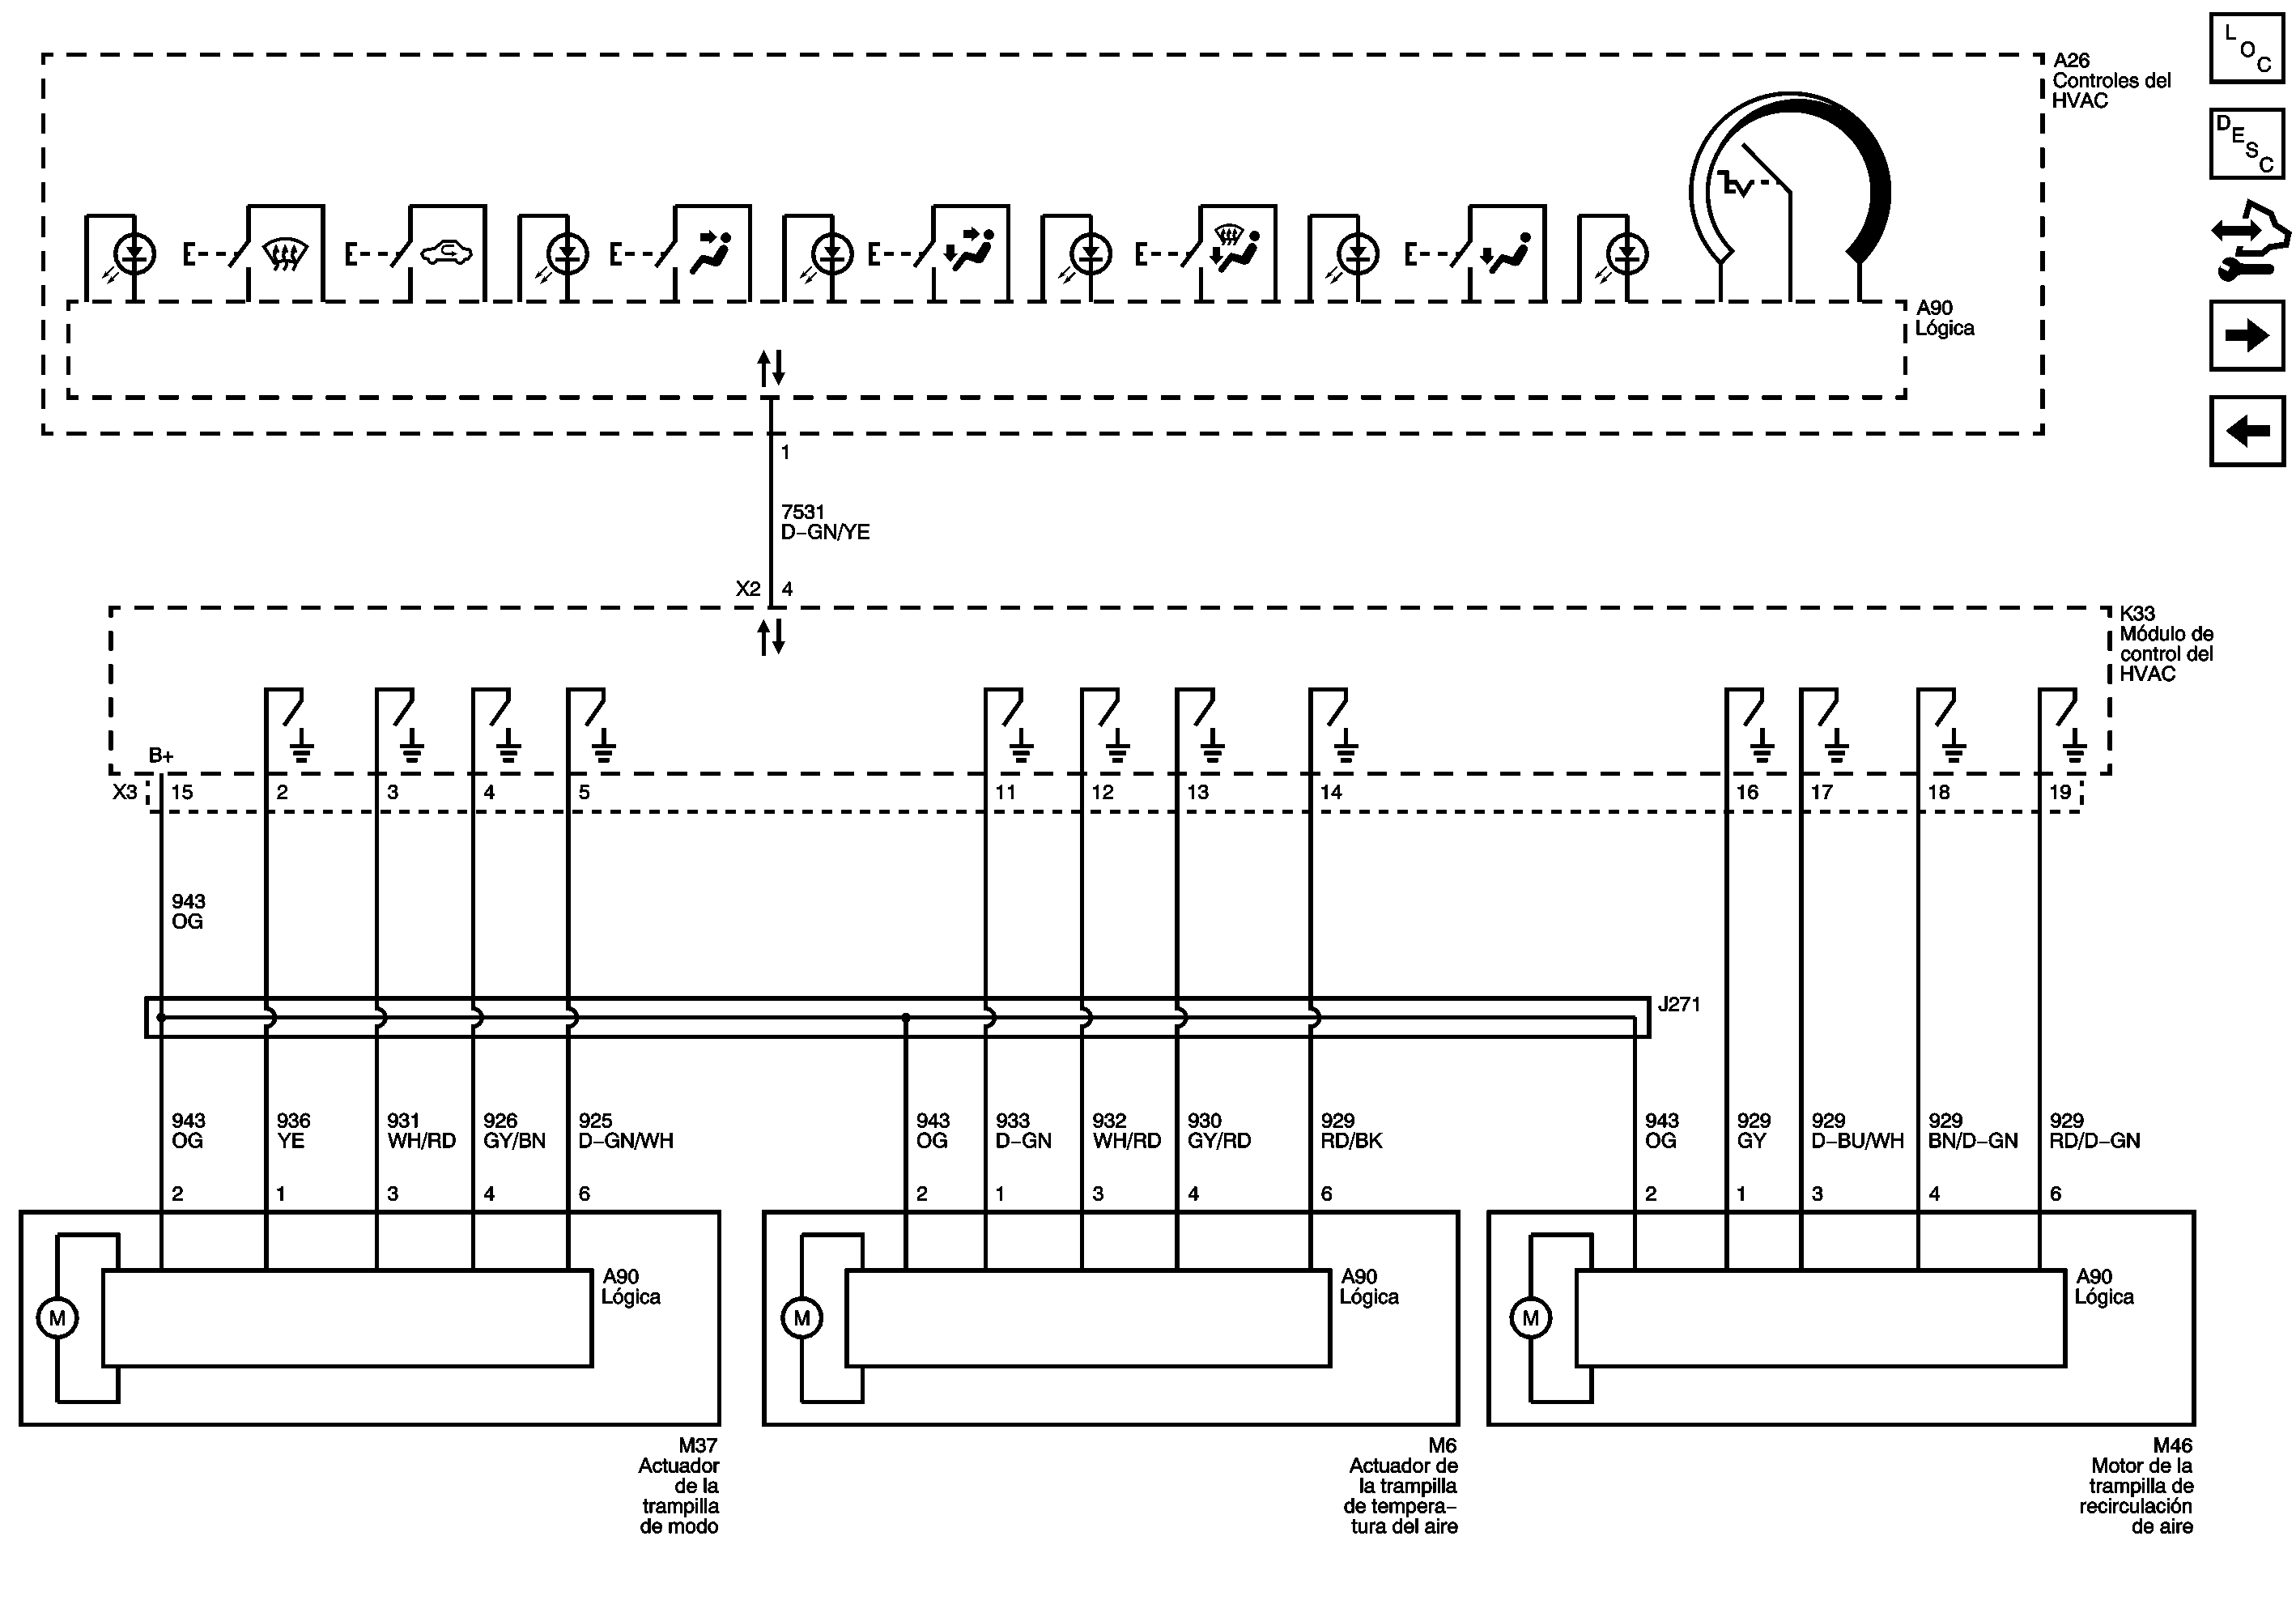 L
O
C
A26
Controles del
HVAC
D
E
S
C
A90
Lógica
1
7531
D-GN/YE
X2 4
K33
Módulo de
control del
HVAC
B+
X3 15 2 3 4 5 11 12 13 14 16 17 18 19
943
OG
J271
943 936 931 926 925 943 933 932 930 929 943 929 929 929 929
OG YE WH/RD GY/BN D-GN/WH OG D-GN WH/RD GY/RD RD/BK OG GY D-BU/WH BN/D-GN RD/D-GN
2 1 3 4 6 2 1 3 4 6 2 1 3 4 6
A90
Lógica
M
A90
Lógica
M
A90
Lógica
M
M37
Actuador
de la
trampilla
de modo
M6
Actuador de
la trampilla
de tempera-
tura del aire
M46
Motor de la
trampilla de
recirculación
de aire